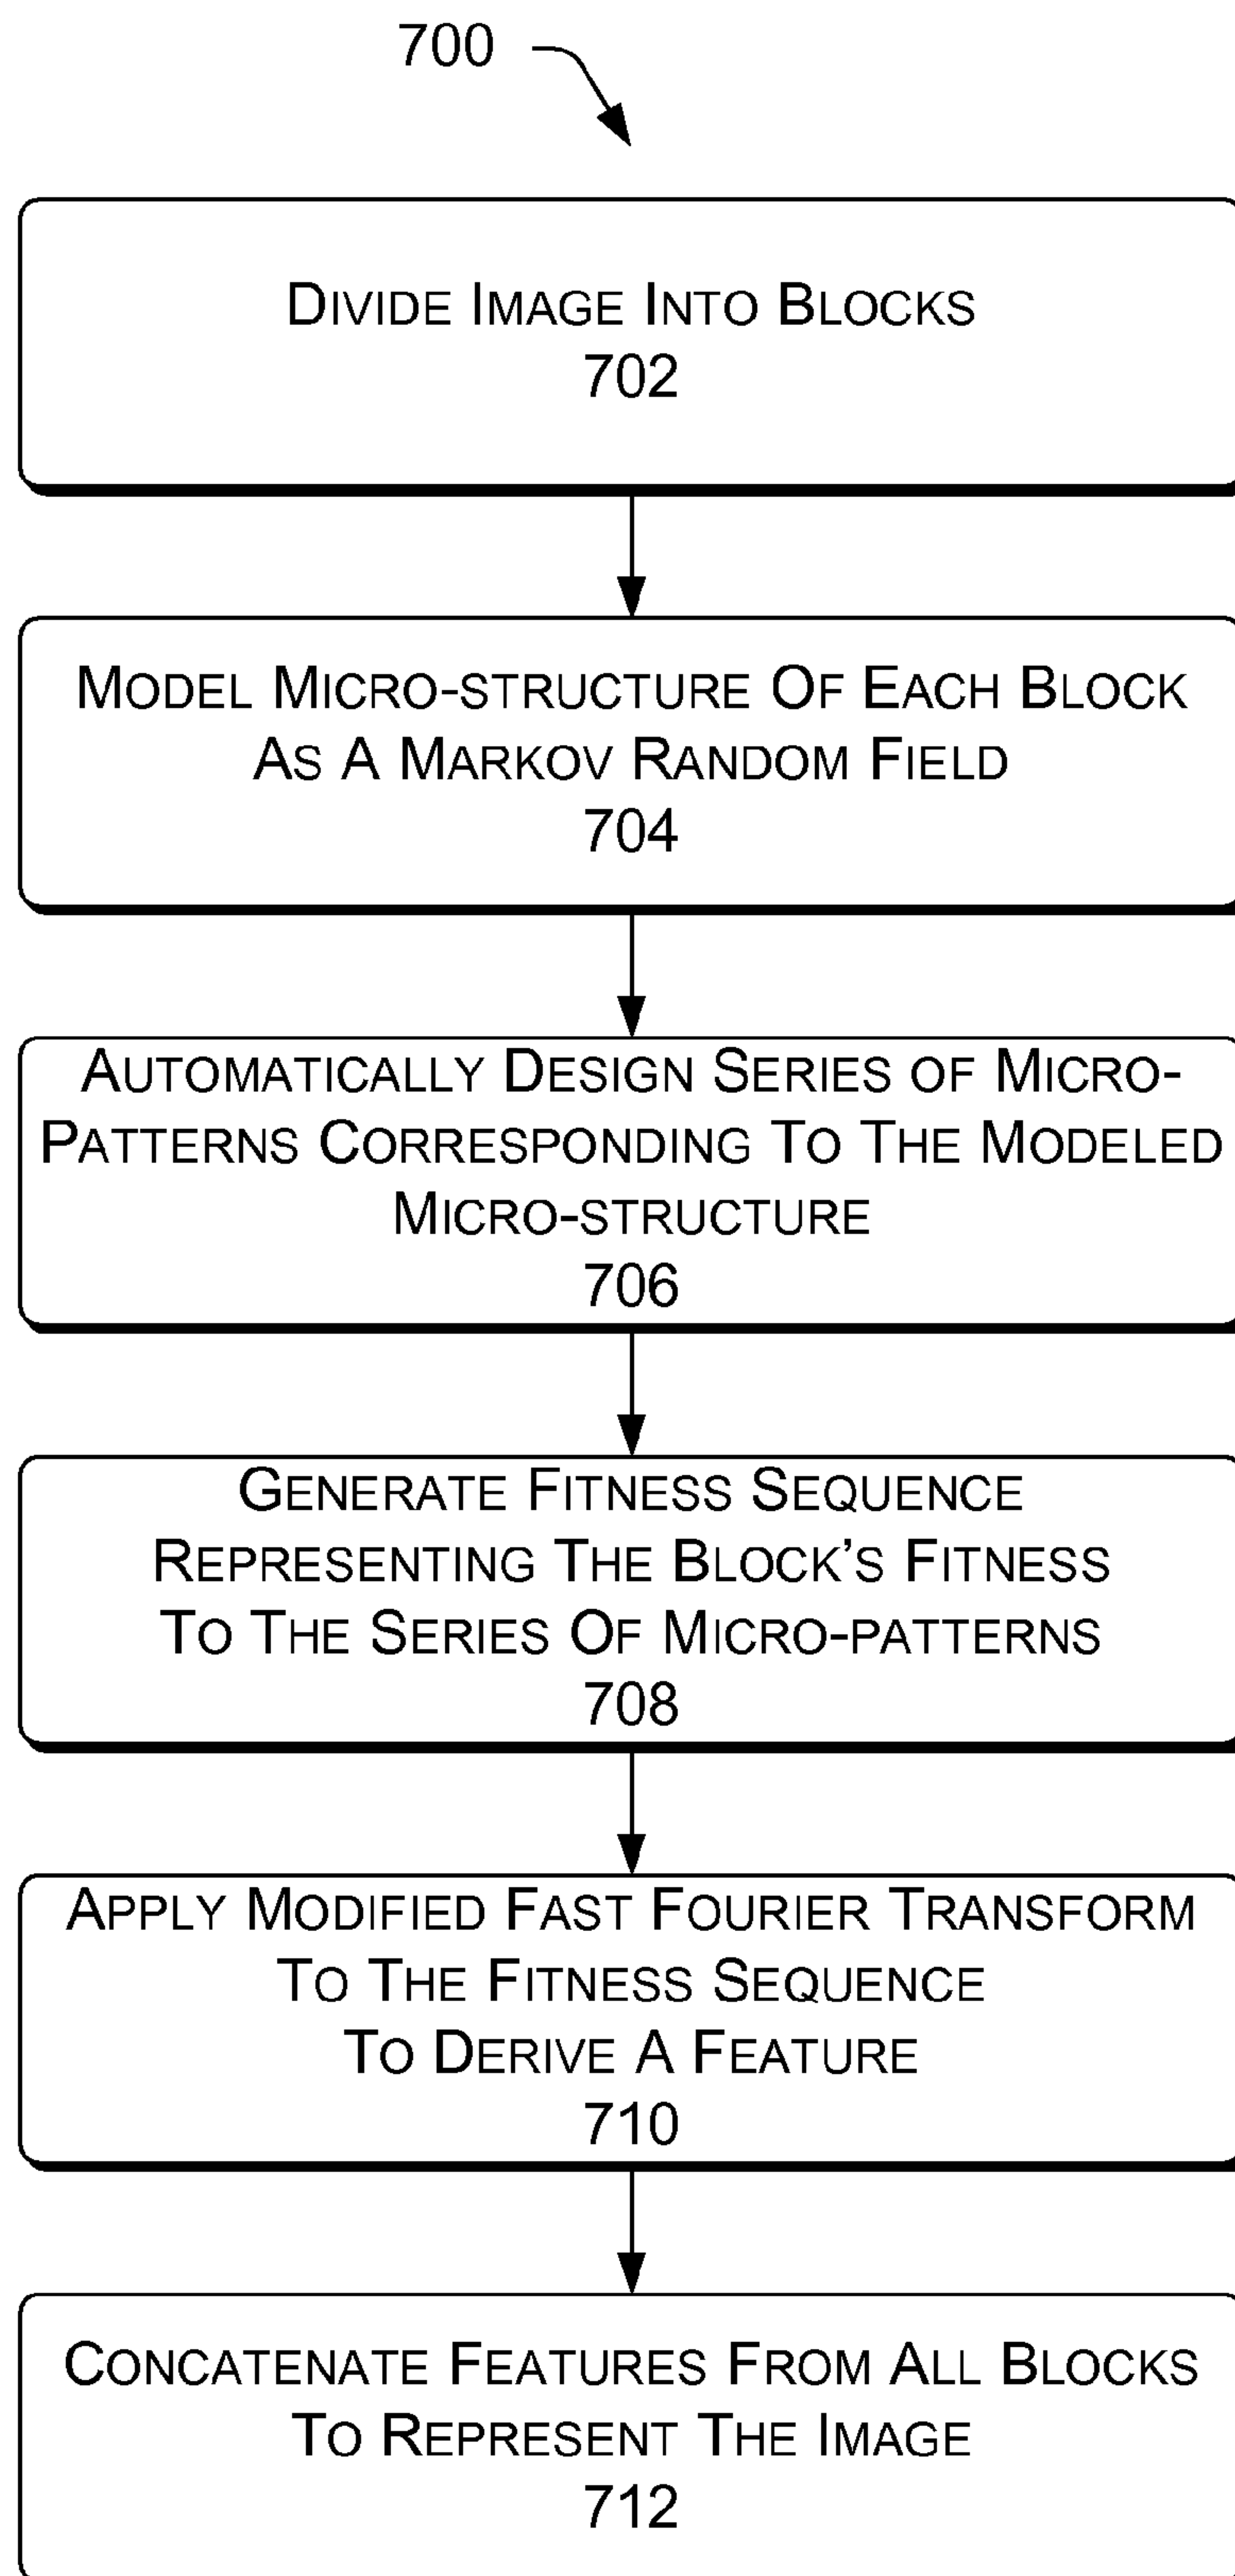 700
DIVIDE IMAGE INTO BLOCKS
702
MODEL MICRO-STRUCTURE OF EACH BLOCK
AS A MARKOV RANDOM FIELD
704
AUTOMATICALLY DESIGN SERIES OF MICRO-
PATTERNS CORRESPONDING TO THE MODELED
MICRO-STRUCTURE
706
GENERATE FITNESS SEQUENCE
REPRESENTING THE BLOCK'S FITNESS
TO THE SERIES OF MICRO-PATTERNS
708
APPLY MODIFIED FAST FOURIER TRANSFORM
TO THE FITNESS SEQUENCE
TO DERIVE A FEATURE
710
CONCATENATE FEATURES FROM ALL BLOCKS
TO REPRESENT THE IMAGE
712